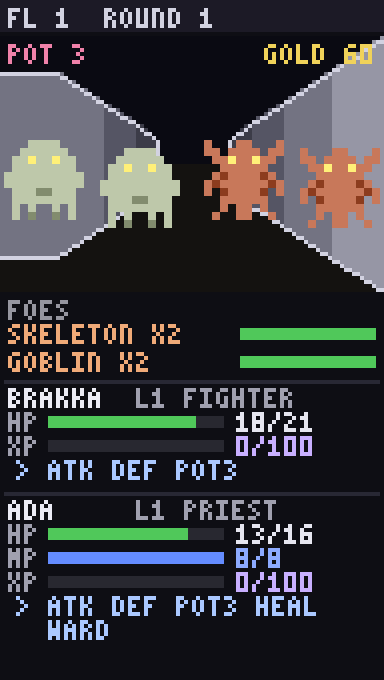 FL 1 ROUND 1
POT 3 GOLD 60
FOES
SKELETON X2
GOBLIN X2
BRAKKA L1 FIGHTER
HP 18/21
XP 0/100
> ATK DEF POT3
ADA L1 PRIEST
HP 13/16
MP 8/8
XP 0/100
> ATK DEF POT3 HEAL
WARD